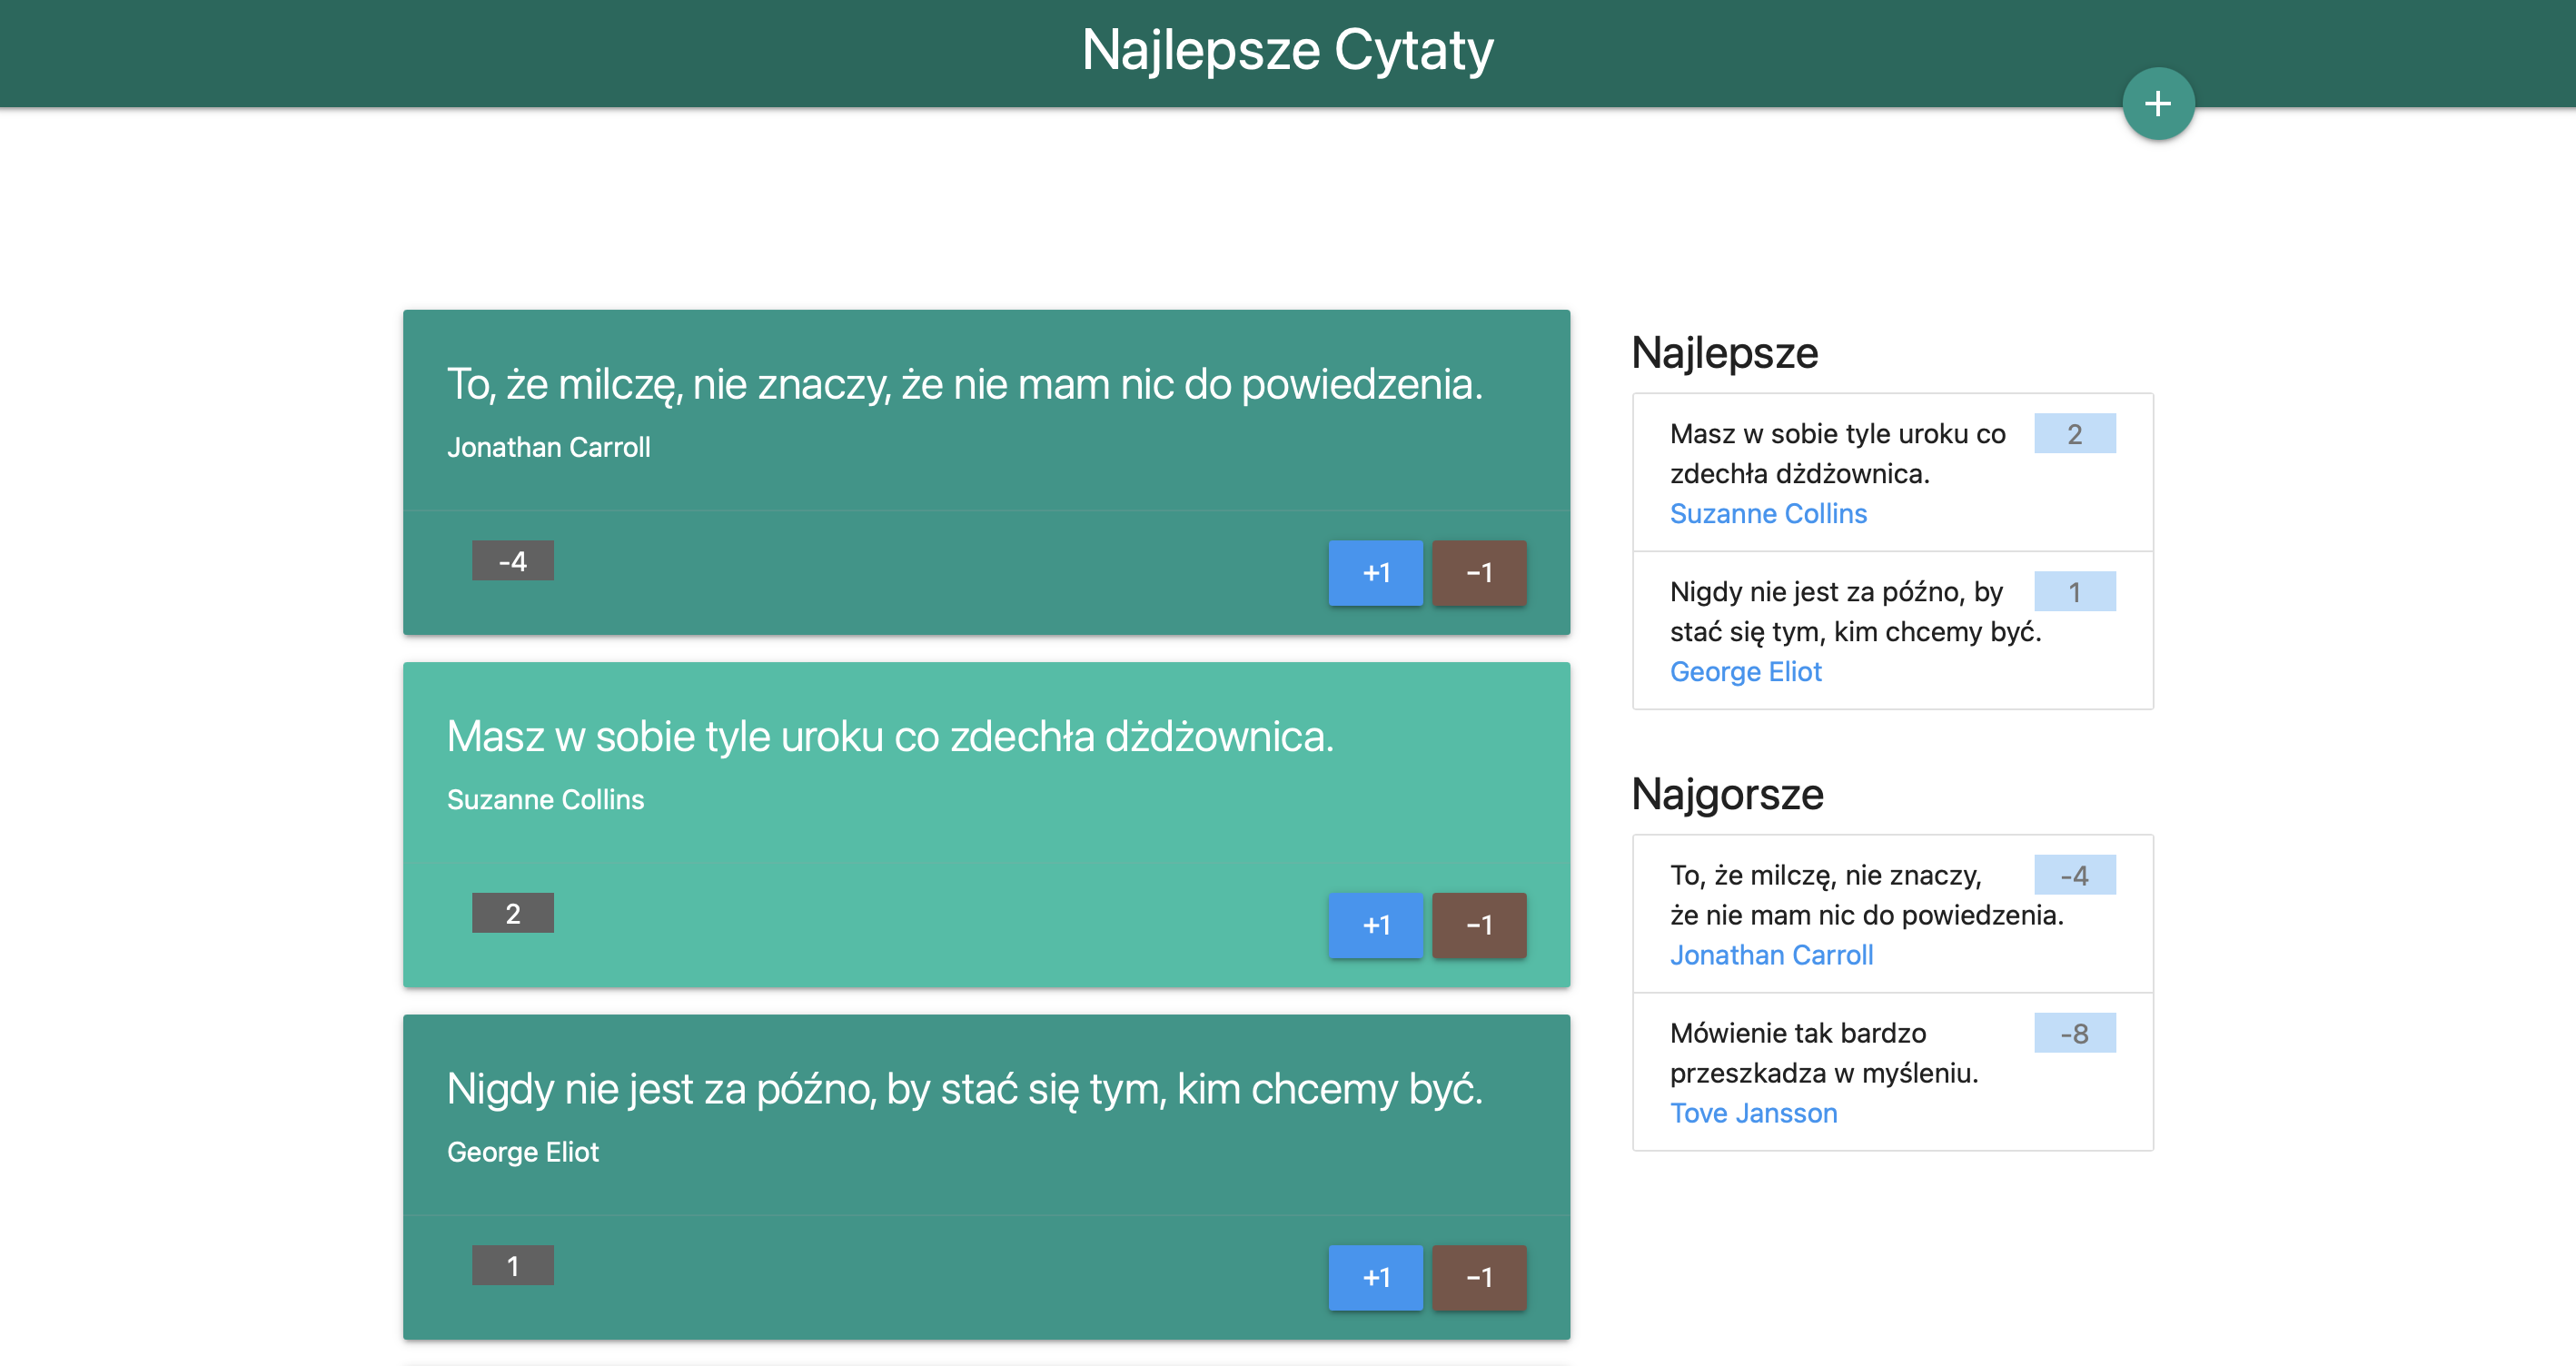 Najlepsze Cytaty
+
To, że milczę, nie znaczy, że nie mam nic do powiedzenia.
Jonathan Carroll
-4
+1
−1
Masz w sobie tyle uroku co zdechła dżdżownica.
Suzanne Collins
2
+1
−1
Nigdy nie jest za późno, by stać się tym, kim chcemy być.
George Eliot
1
+1
−1
Najlepsze
Masz w sobie tyle uroku co
2
zdechła dżdżownica.
Suzanne Collins
Nigdy nie jest za późno, by
1
stać się tym, kim chcemy być.
George Eliot
Najgorsze
To, że milczę, nie znaczy,
-4
że nie mam nic do powiedzenia.
Jonathan Carroll
Mówienie tak bardzo
-8
przeszkadza w myśleniu.
Tove Jansson